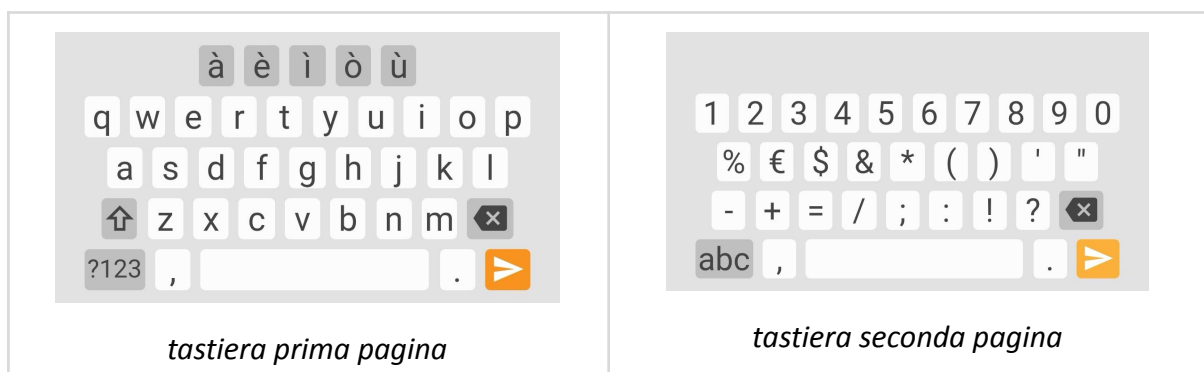 à è ì ò ù
q w e r t y u i o p
a s d f g h j k l
z x c v b n m
?123 , .
tastiera prima pagina
1 2 3 4 5 6 7 8 9 0
% € $ & * ( ) ' "
- + = / ; : ! ?
abc , .
tastiera seconda pagina